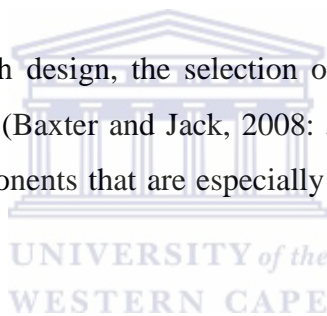 h design, the selection o
(Baxter and Jack, 2008:
onents that are especially
UNIVERSITY of the
WESTERN CAPE